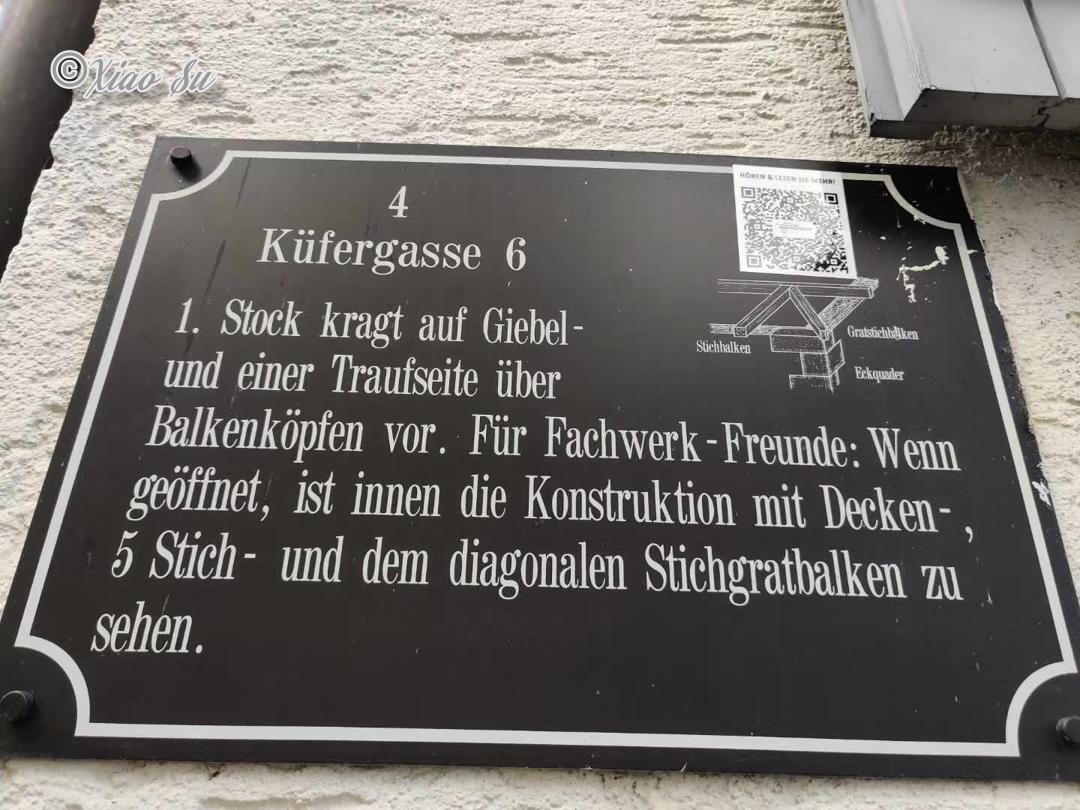 ©Xiao Su
HÖREN & LESEN SIE MEHR!
4
Küfergasse 6
1. Stock kragt auf Giebel-
und einer Traufseite über
Balkenköpfen vor. Für Fachwerk-Freunde: Wenn
geöffnet, ist innen die Konstruktion mit Decken-,
5 Stich- und dem diagonalen Stichgratbalken zu
sehen.
Stichbalken
Gratstichbalken
Eckquader